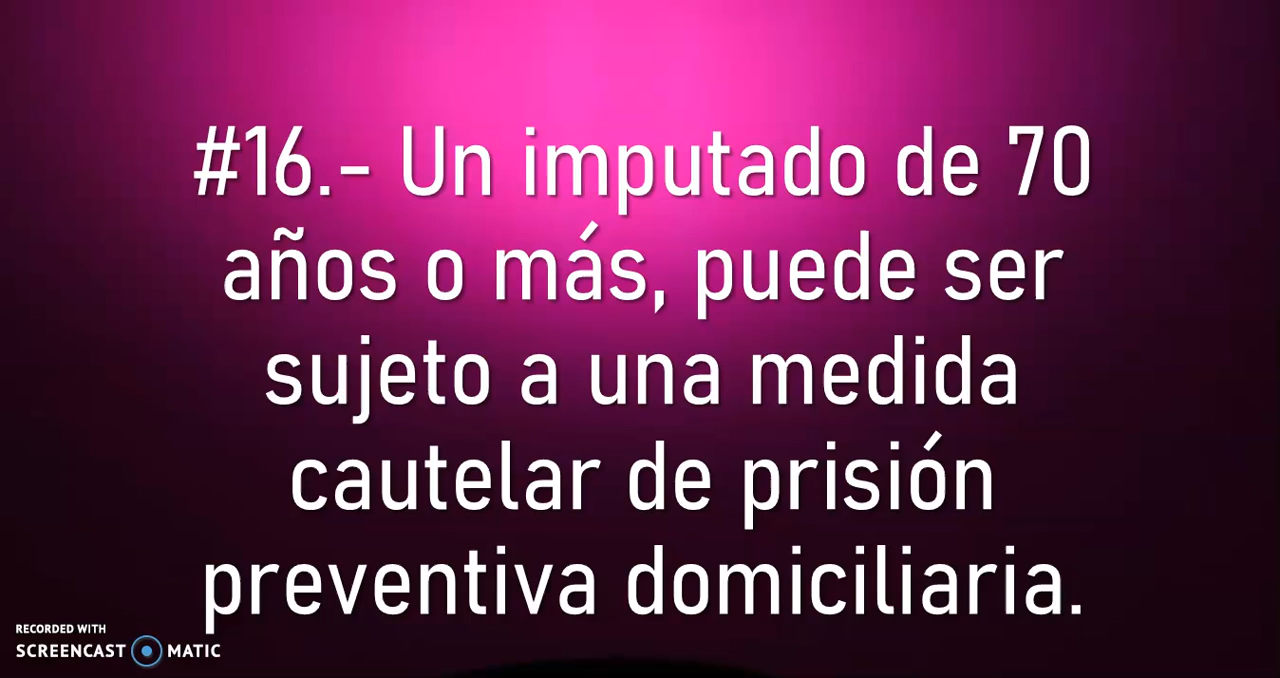 #16.- Un imputado de 70
años o más, puede ser
sujeto a una medida
cautelar de prisión
preventiva domiciliaria.
RECORDED WITH
SCREENCAST MATIC